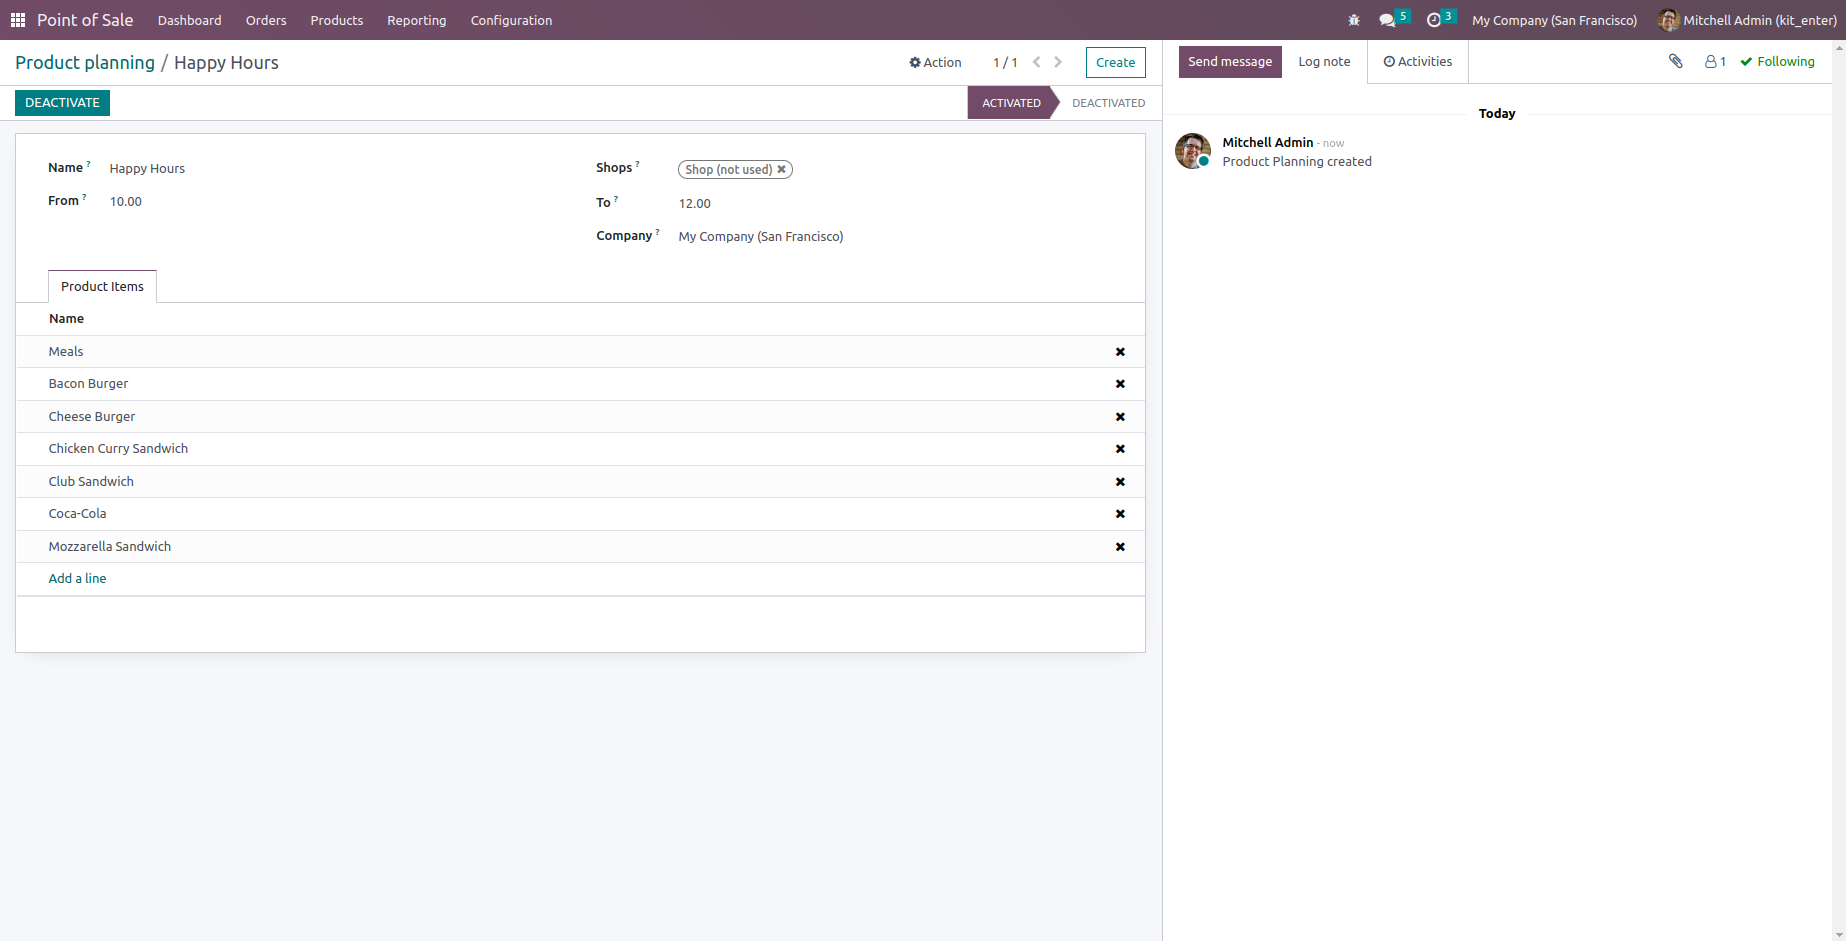 Point of Sale Dashboard Orders Products Reporting Configuration 5 3 My Company (San Francisco) Mitchell Admin (kit_enter)
Product planning / Happy Hours Action 1 / 1 Create
DEACTIVATE ACTIVATED DEACTIVATED
Name ? Happy Hours Shops ? Shop (not used) ✖
From ? 10.00 To ? 12.00
Company ? My Company (San Francisco)
Product Items
Name
Meals
Bacon Burger
Cheese Burger
Chicken Curry Sandwich
Club Sandwich
Coca-Cola
Mozzarella Sandwich
Add a line
Send message Log note Activities 1 Following
Today
Mitchell Admin - now
Product Planning created